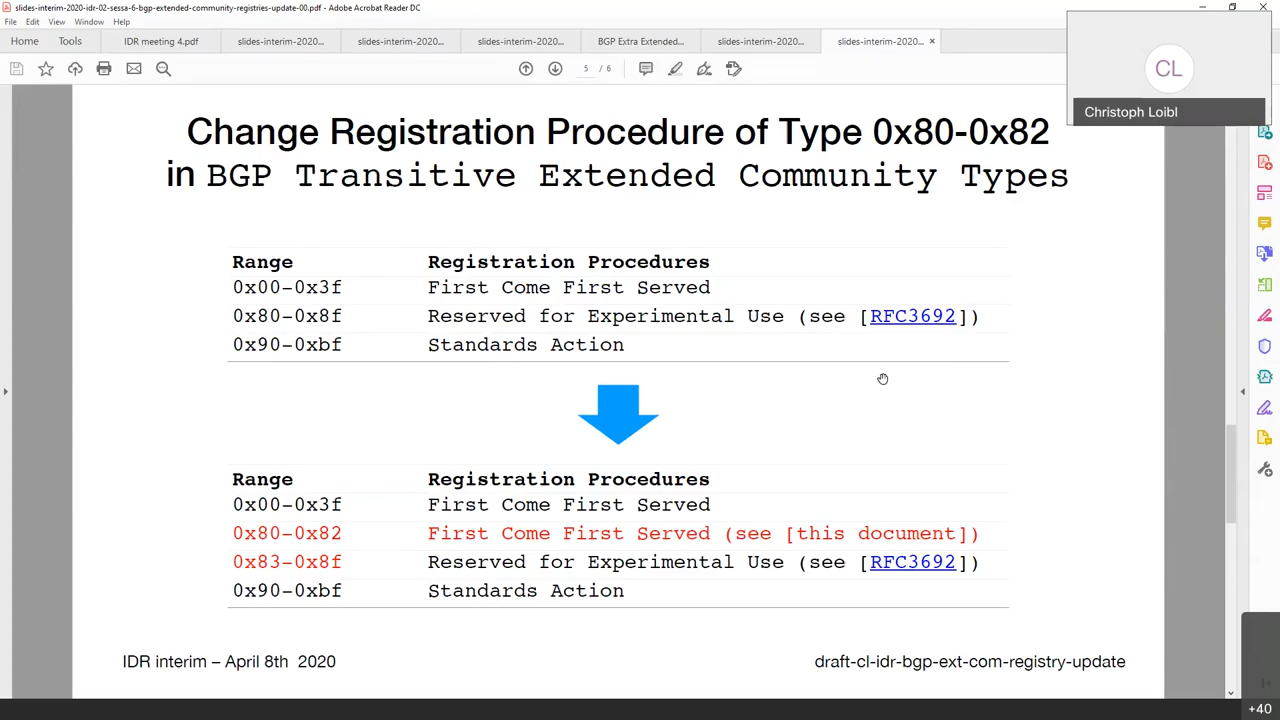 slides-interim-2020-idr-02-sessa-6-bgp-extended-community-registries-update-00.pdf - Adobe Acrobat Reader DC
File Edit View Window Help
Home Tools IDR meeting 4.pdf slides-interim-2020... slides-interim-2020... slides-interim-2020... BGP Extra Extended... slides-interim-2020... slides-interim-2020... ×
5 / 6
CL
Christoph Loibl
Change Registration Procedure of Type 0x80-0x82
in BGP Transitive Extended Community Types
Range Registration Procedures
0x00-0x3f First Come First Served
0x80-0x8f Reserved for Experimental Use (see [RFC3692])
0x90-0xbf Standards Action
Range Registration Procedures
0x00-0x3f First Come First Served
0x80-0x82 First Come First Served (see [this document])
0x83-0x8f Reserved for Experimental Use (see [RFC3692])
0x90-0xbf Standards Action
IDR interim – April 8th 2020
draft-cl-idr-bgp-ext-com-registry-update
+40